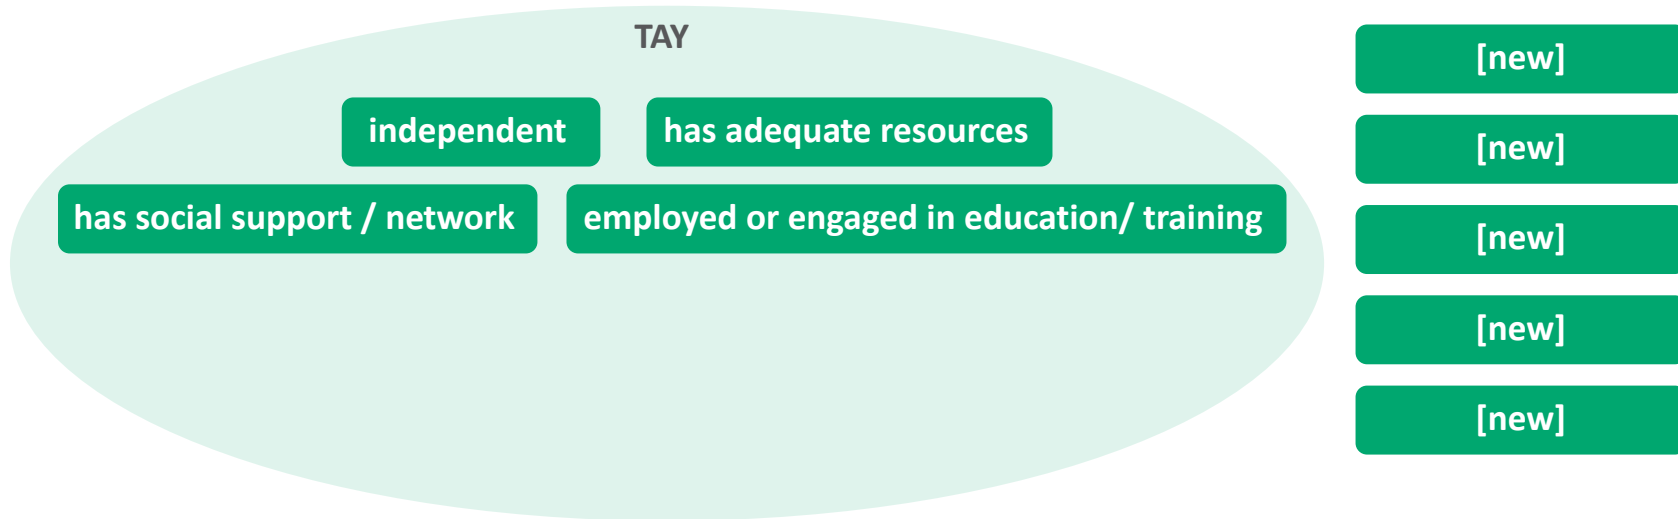 TAY
independent
has adequate resources
has social support / network
employed or engaged in education/ training
[new]
[new]
[new]
[new]
[new]